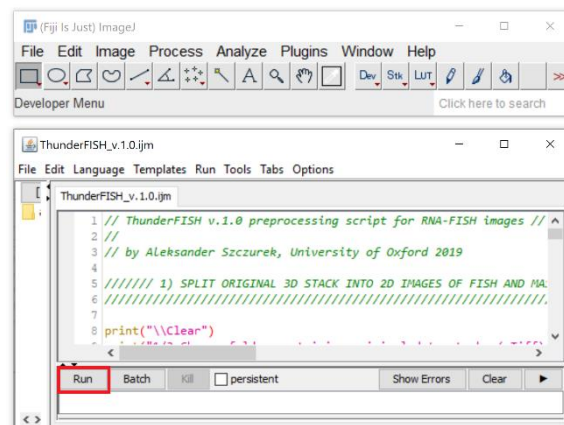 (Fiji Is Just) ImageJ
File Edit Image Process Analyze Plugins Window Help
A Dev Stk LUT >>
Developer Menu Click here to search
ThunderFISH_v.1.0.ijm
File Edit Language Templates Run Tools Tabs Options
ThunderFISH_v.1.0.ijm
1 // ThunderFISH v.1.0 preprocessing script for RNA-FISH images //
2 //
3 // by Aleksander Szczurek, University of Oxford 2019
4
5 /////// 1) SPLIT ORIGINAL 3D STACK INTO 2D IMAGES OF FISH AND
6 ////////////////////////////////////////////////////////////////
7
8 print("\\Clear")
Run Batch Kill persistent Show Errors Clear